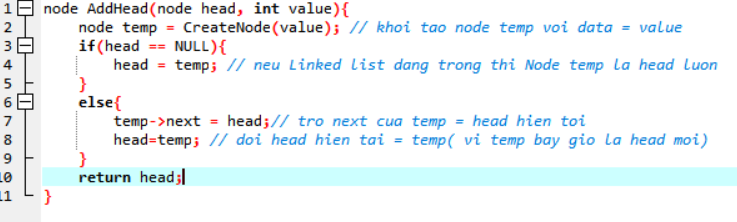 1 node AddHead(node head, int value){
2 node temp = CreateNode(value); // khoi tao node temp voi data = value
3 if(head == NULL){
4 head = temp; // neu Linked List dang trong thi Node temp la head luon
5 }
6 else{
7 temp->next = head;// tro next cua temp = head hien toi
8 head=temp; // doi head hien tai = temp( vi temp bay gio la head moi)
9 }
10 return head;
11 }